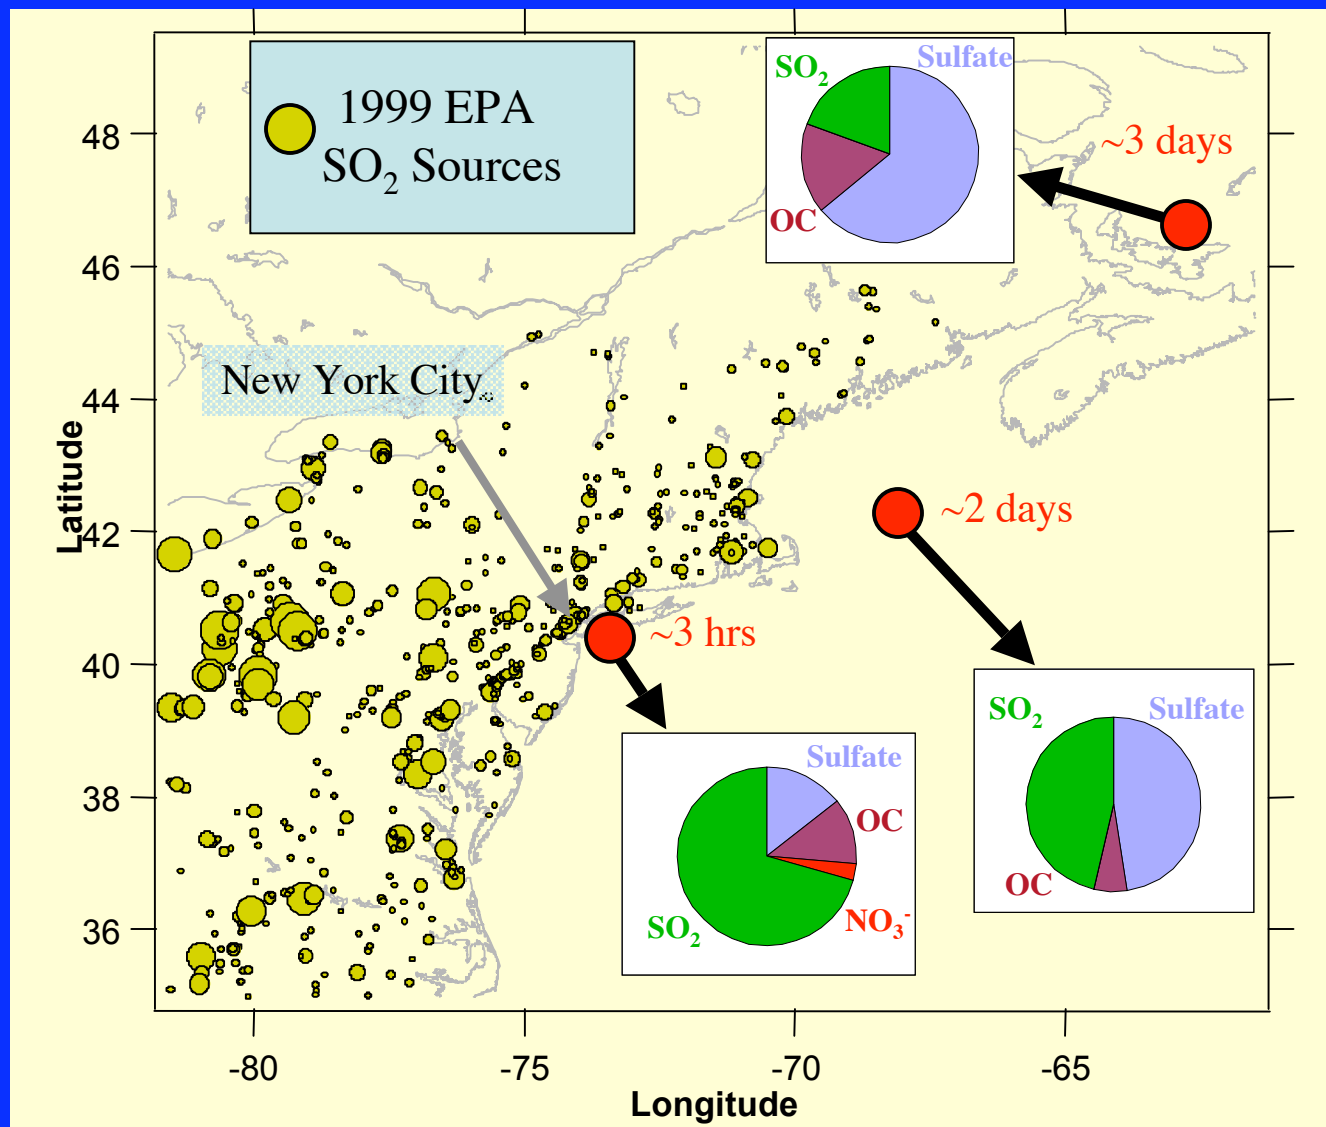 1999 EPA
SO₂ Sources
SO₂
Sulfate
OC
~3 days
New York City
~2 days
~3 hrs
Sulfate
OC
NO₃⁻
SO₂
SO₂
Sulfate
OC
Latitude
48
46
44
42
40
38
36
-80
-75
-70
-65
Longitude